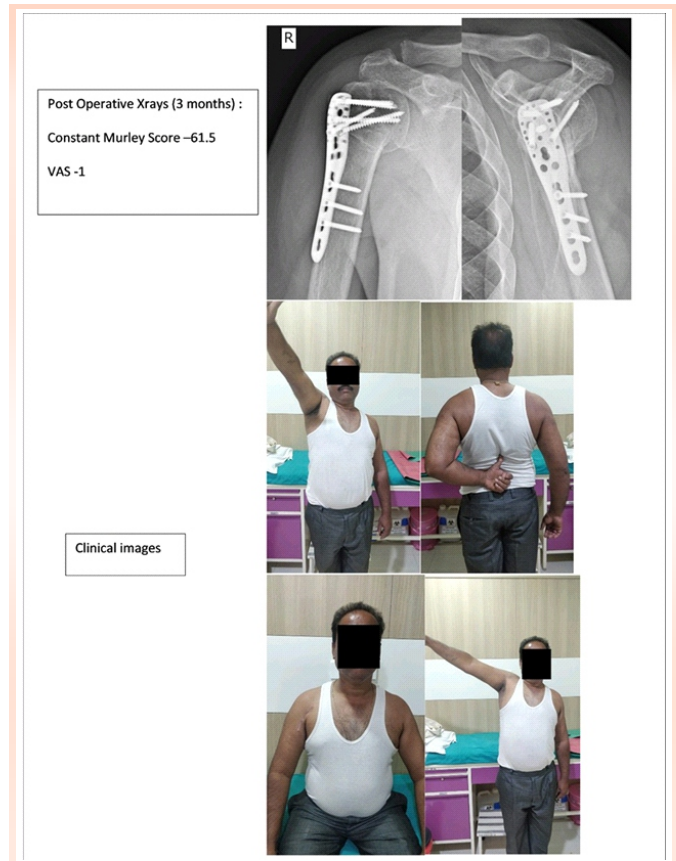 R
Post Operative Xrays (3 months) :
Constant Murley Score –61.5
VAS -1
Clinical images